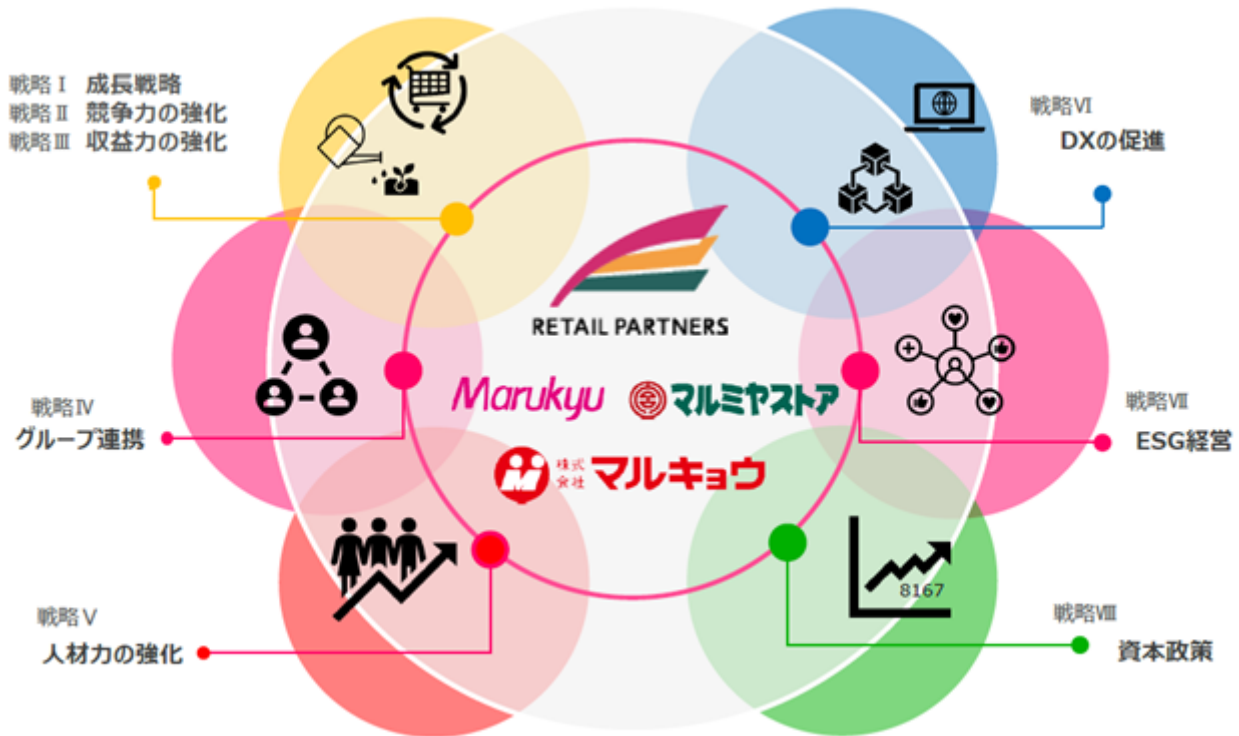 戦略Ⅰ 成長戦略
戦略Ⅱ 競争力の強化
戦略Ⅲ 収益力の強化
戦略Ⅵ
DXの促進
RETAIL PARTNERS
Marukyu マルミヤストア
株式会社 マルキョウ
戦略Ⅳ
グループ連携
戦略Ⅶ
ESG経営
戦略Ⅴ
人材力の強化
8167
戦略Ⅷ
資本政策